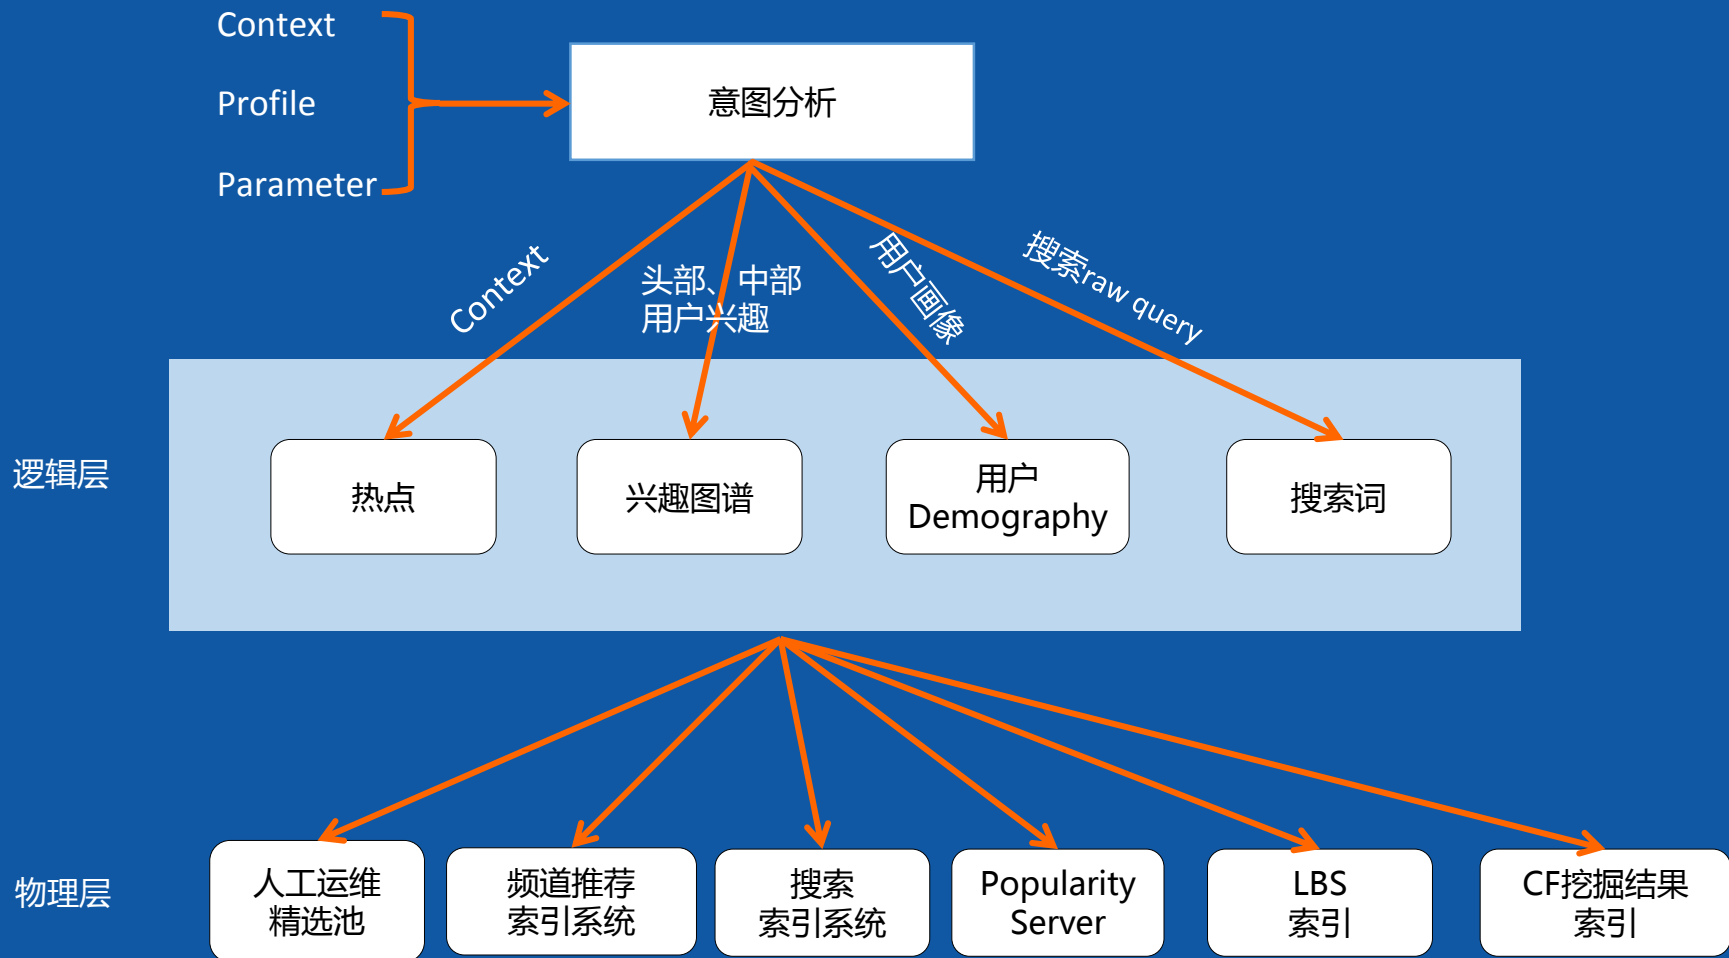 Context
Profile
Parameter
意图分析
Context
头部、中部
用户兴趣
用户画像
搜索raw query
逻辑层
热点
兴趣图谱
用户
Demography
搜索词
物理层
人工运维
精选池
频道推荐
索引系统
搜索
索引系统
Popularity
Server
LBS
索引
CF挖掘结果
索引